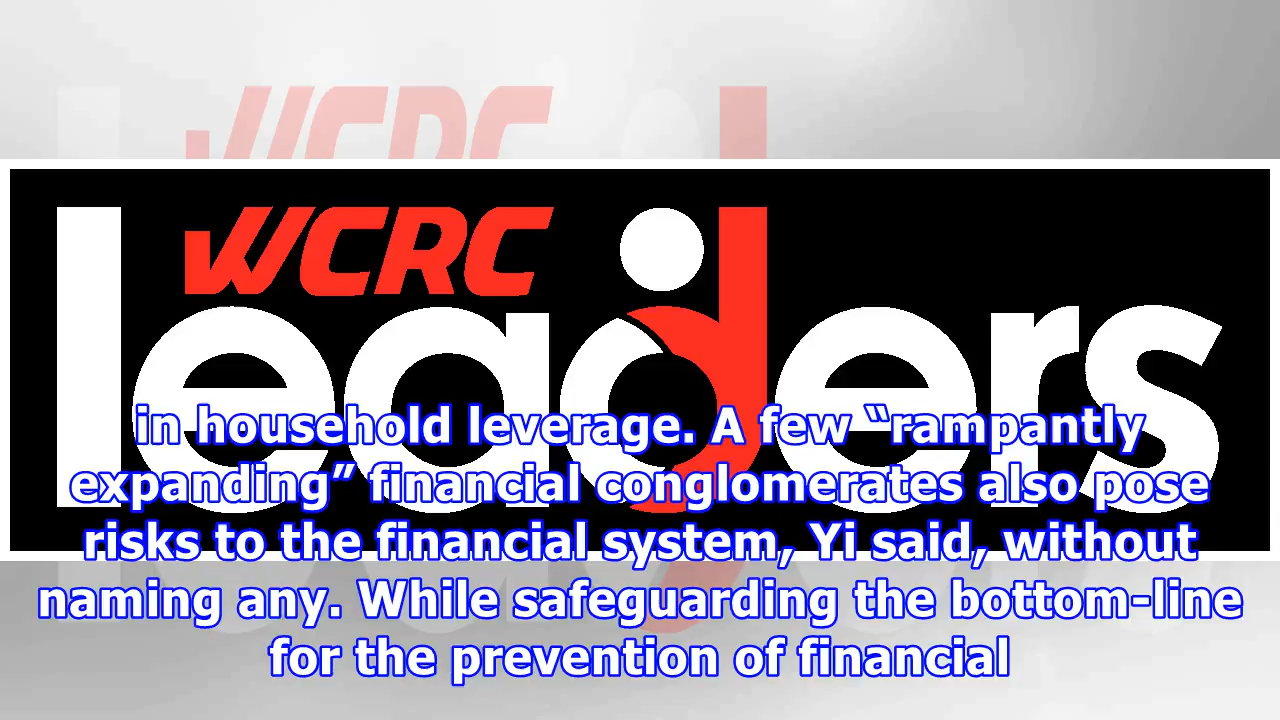 WCRC
leaders
in household leverage. A few “rampantly
expanding” financial conglomerates also pose
risks to the financial system, Yi said, without
naming any. While safeguarding the bottom-line
for the prevention of financial